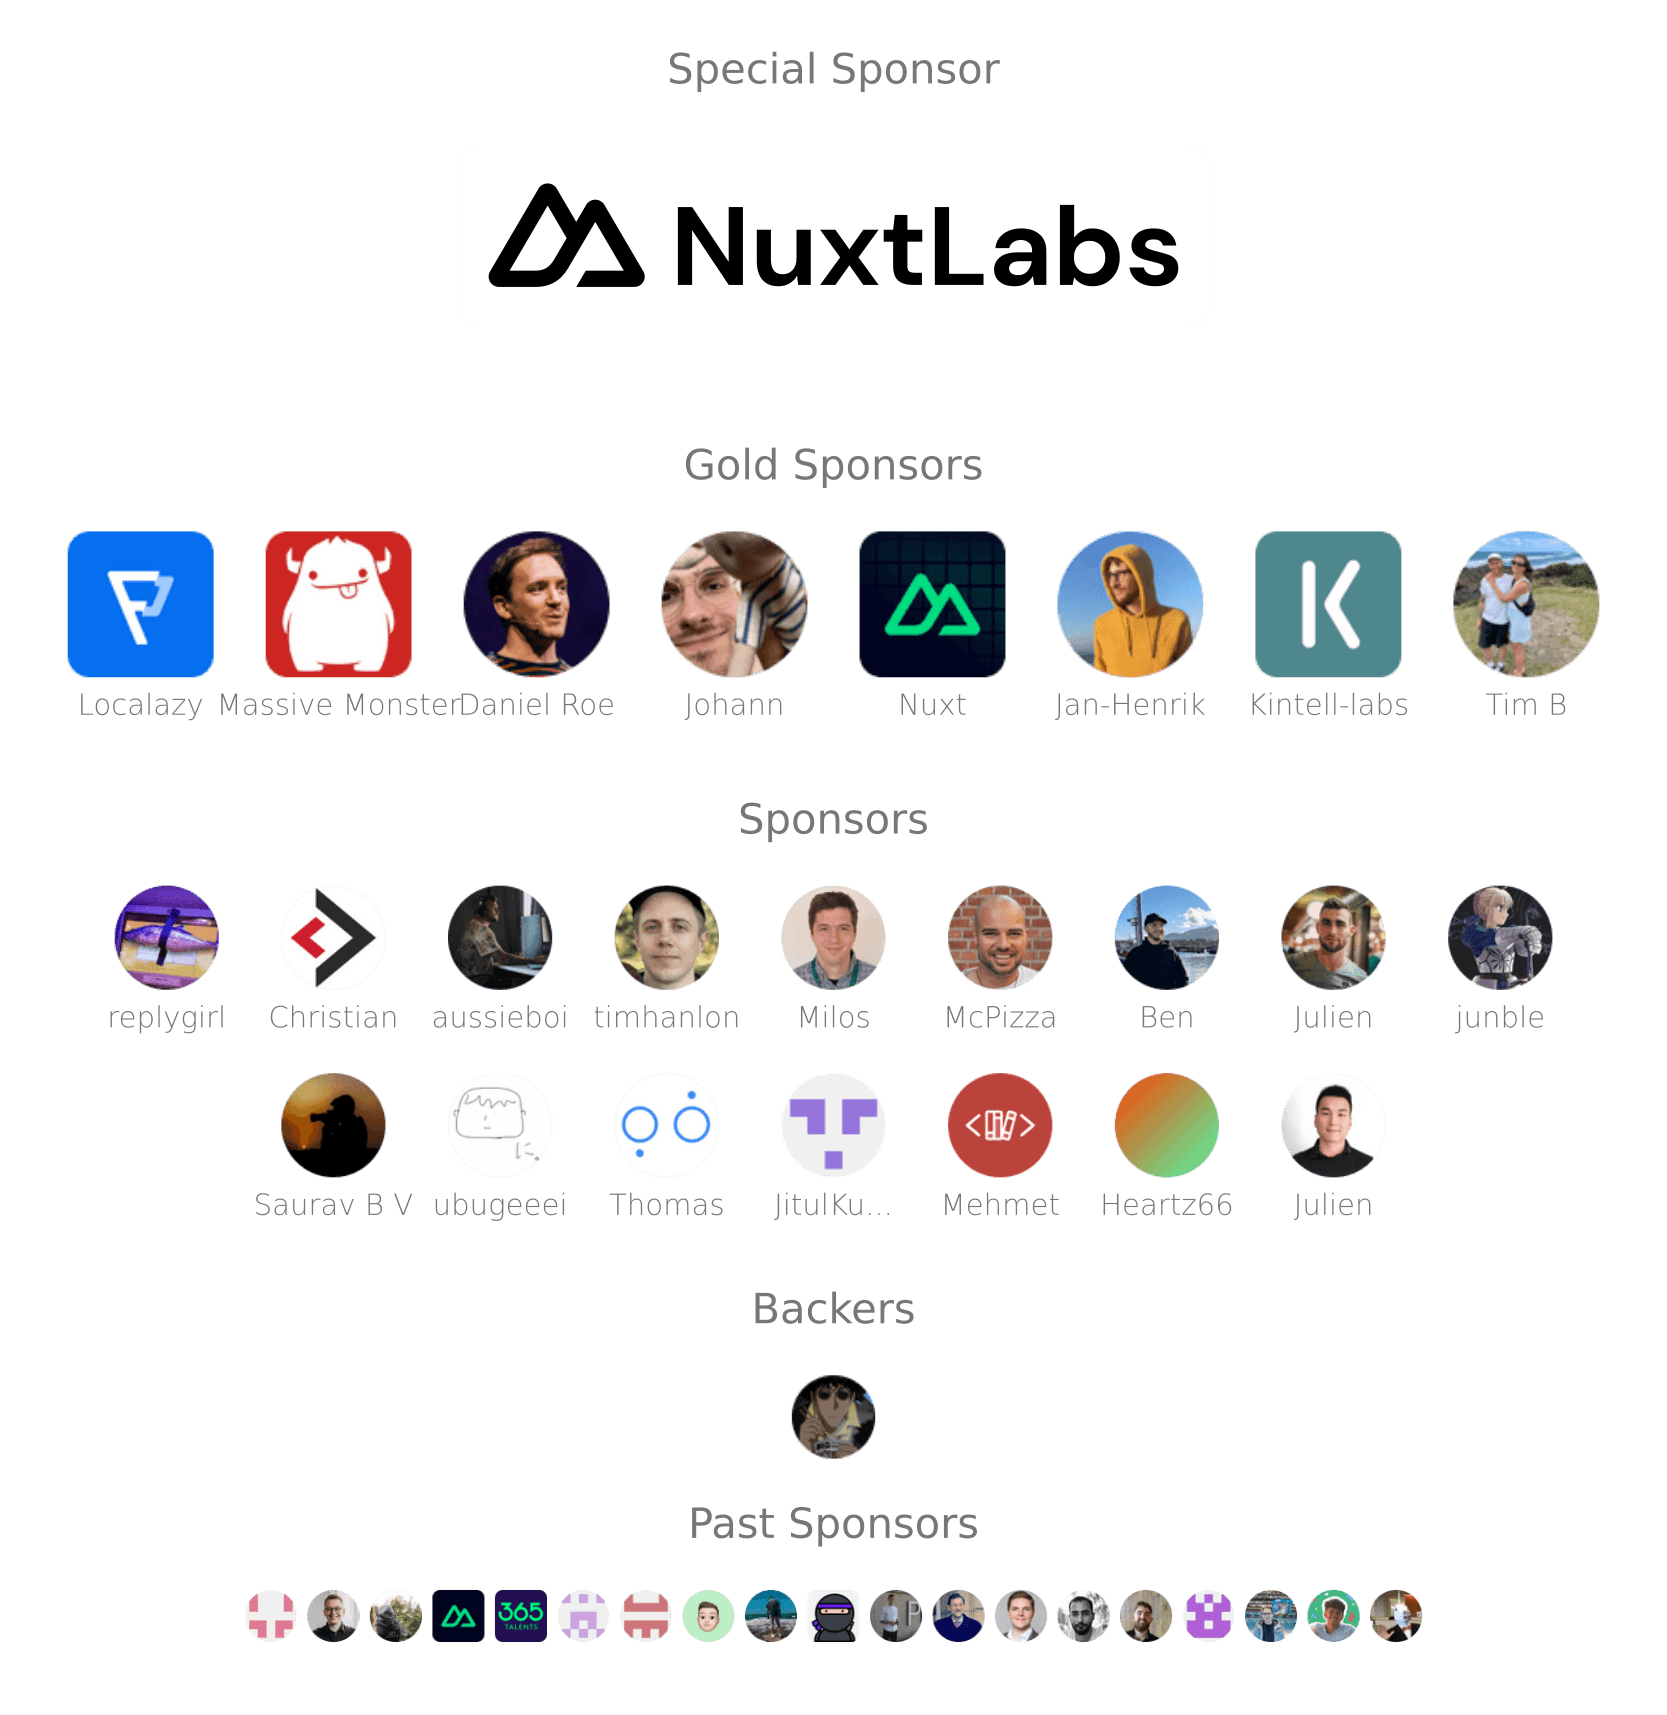 Special Sponsor
NuxtLabs
Gold Sponsors
Localazy Massive Monster Daniel Roe Johann Nuxt Jan-Henrik Kintell-labs Tim B
Sponsors
replygirl Christian aussieboi timhanlon Milos McPizza Ben Julien junble
Saurav B V ubugeeei Thomas JitulKu... Mehmet Heartz66 Julien
Backers
Past Sponsors
365
TALENTS
P